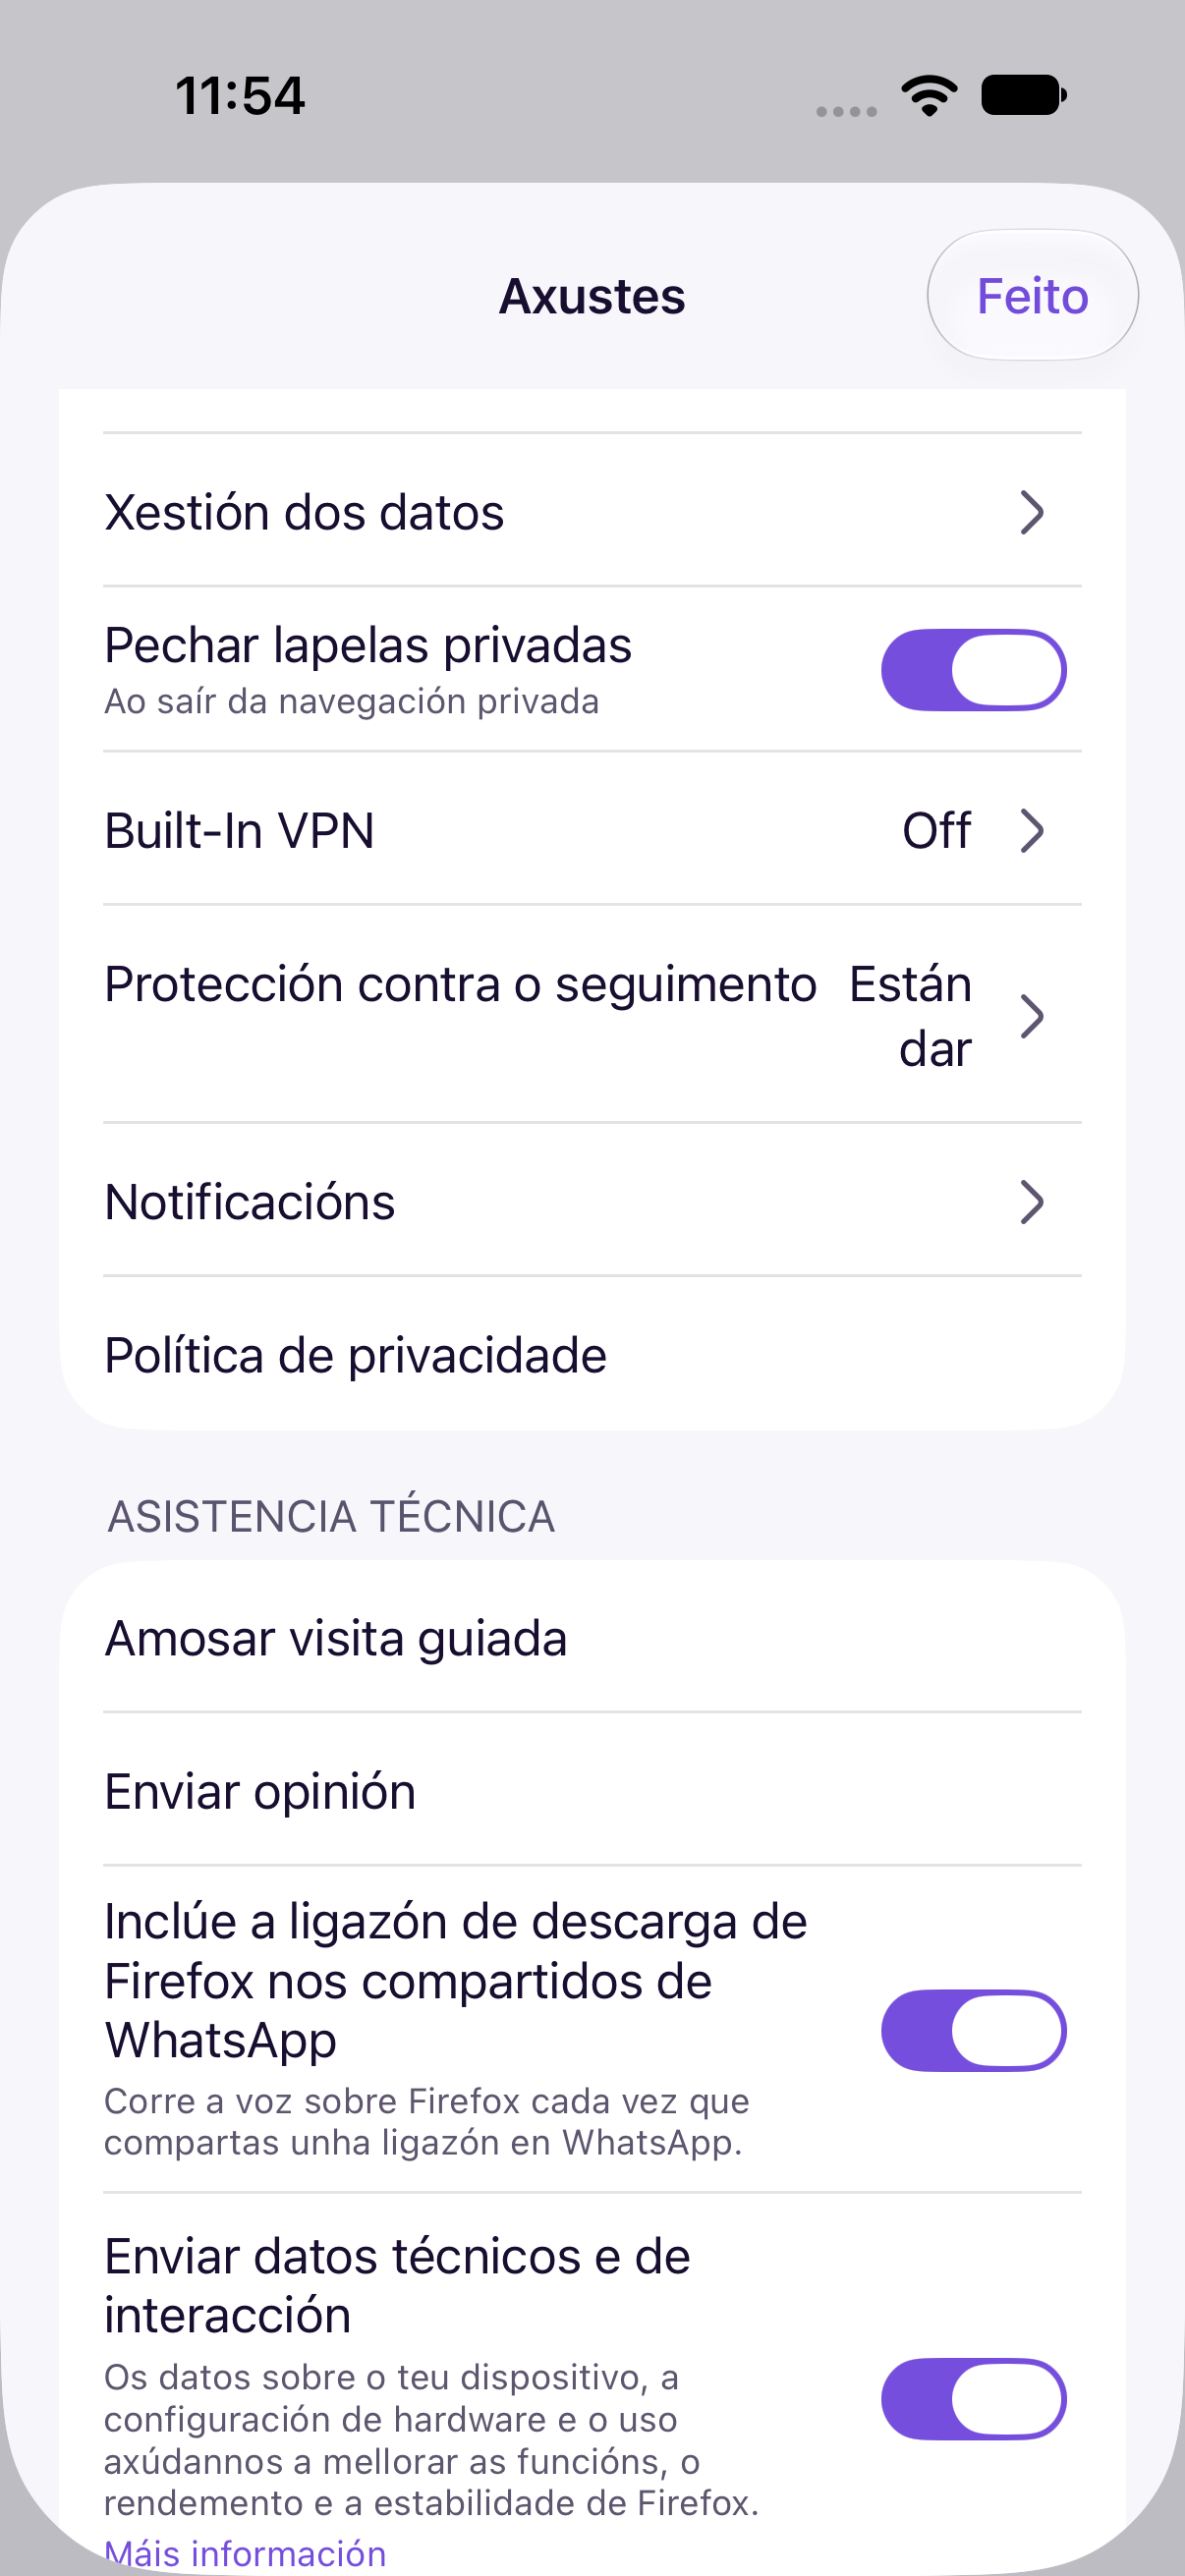 11:54
Axustes
Feito
Xestión dos datos
Pechar lapelas privadas
Ao saír da navegación privada
Built-In VPN
Off
Protección contra o seguimento
Están
dar
Notificacións
Política de privacidade
ASISTENCIA TÉCNICA
Amosar visita guiada
Enviar opinión
Inclúe a ligazón de descarga de
Firefox nos compartidos de
WhatsApp
Corre a voz sobre Firefox cada vez que
compartas unha ligazón en WhatsApp.
Enviar datos técnicos e de
interacción
Os datos sobre o teu dispositivo, a
configuración de hardware e o uso
axúdannos a mellorar as funcións, o
rendemento e a estabilidade de Firefox.
Máis información